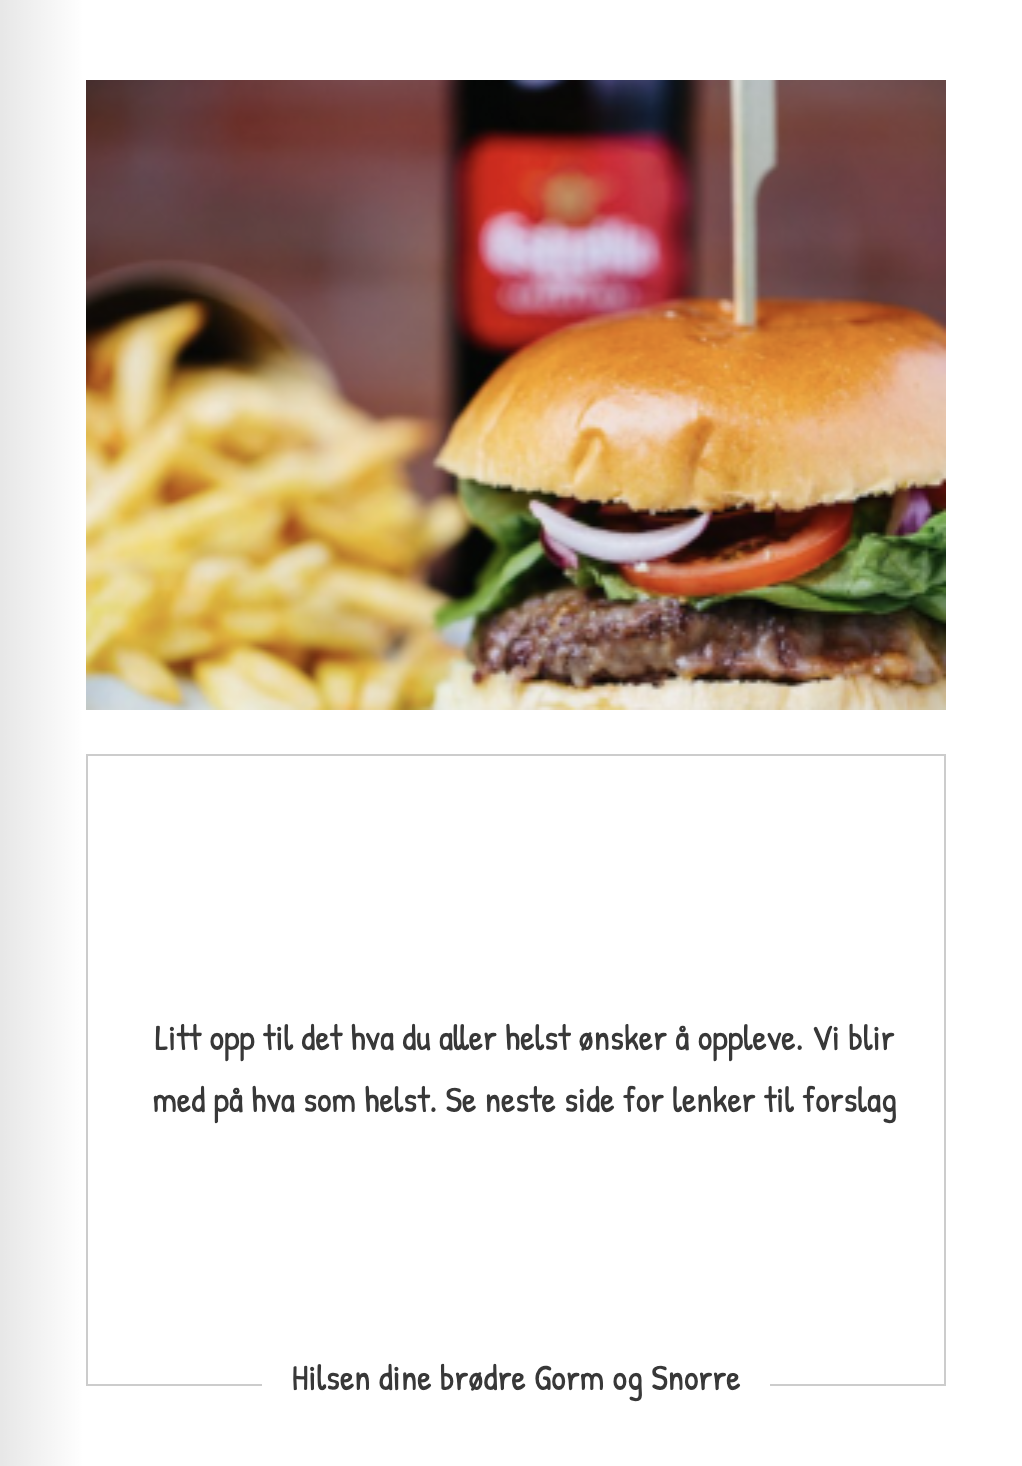 Litt opp til det hva du aller helst ønsker å oppleve. Vi blir
med på hva som helst. Se neste side for lenker til forslag
Hilsen dine brødre Gorm og Snorre